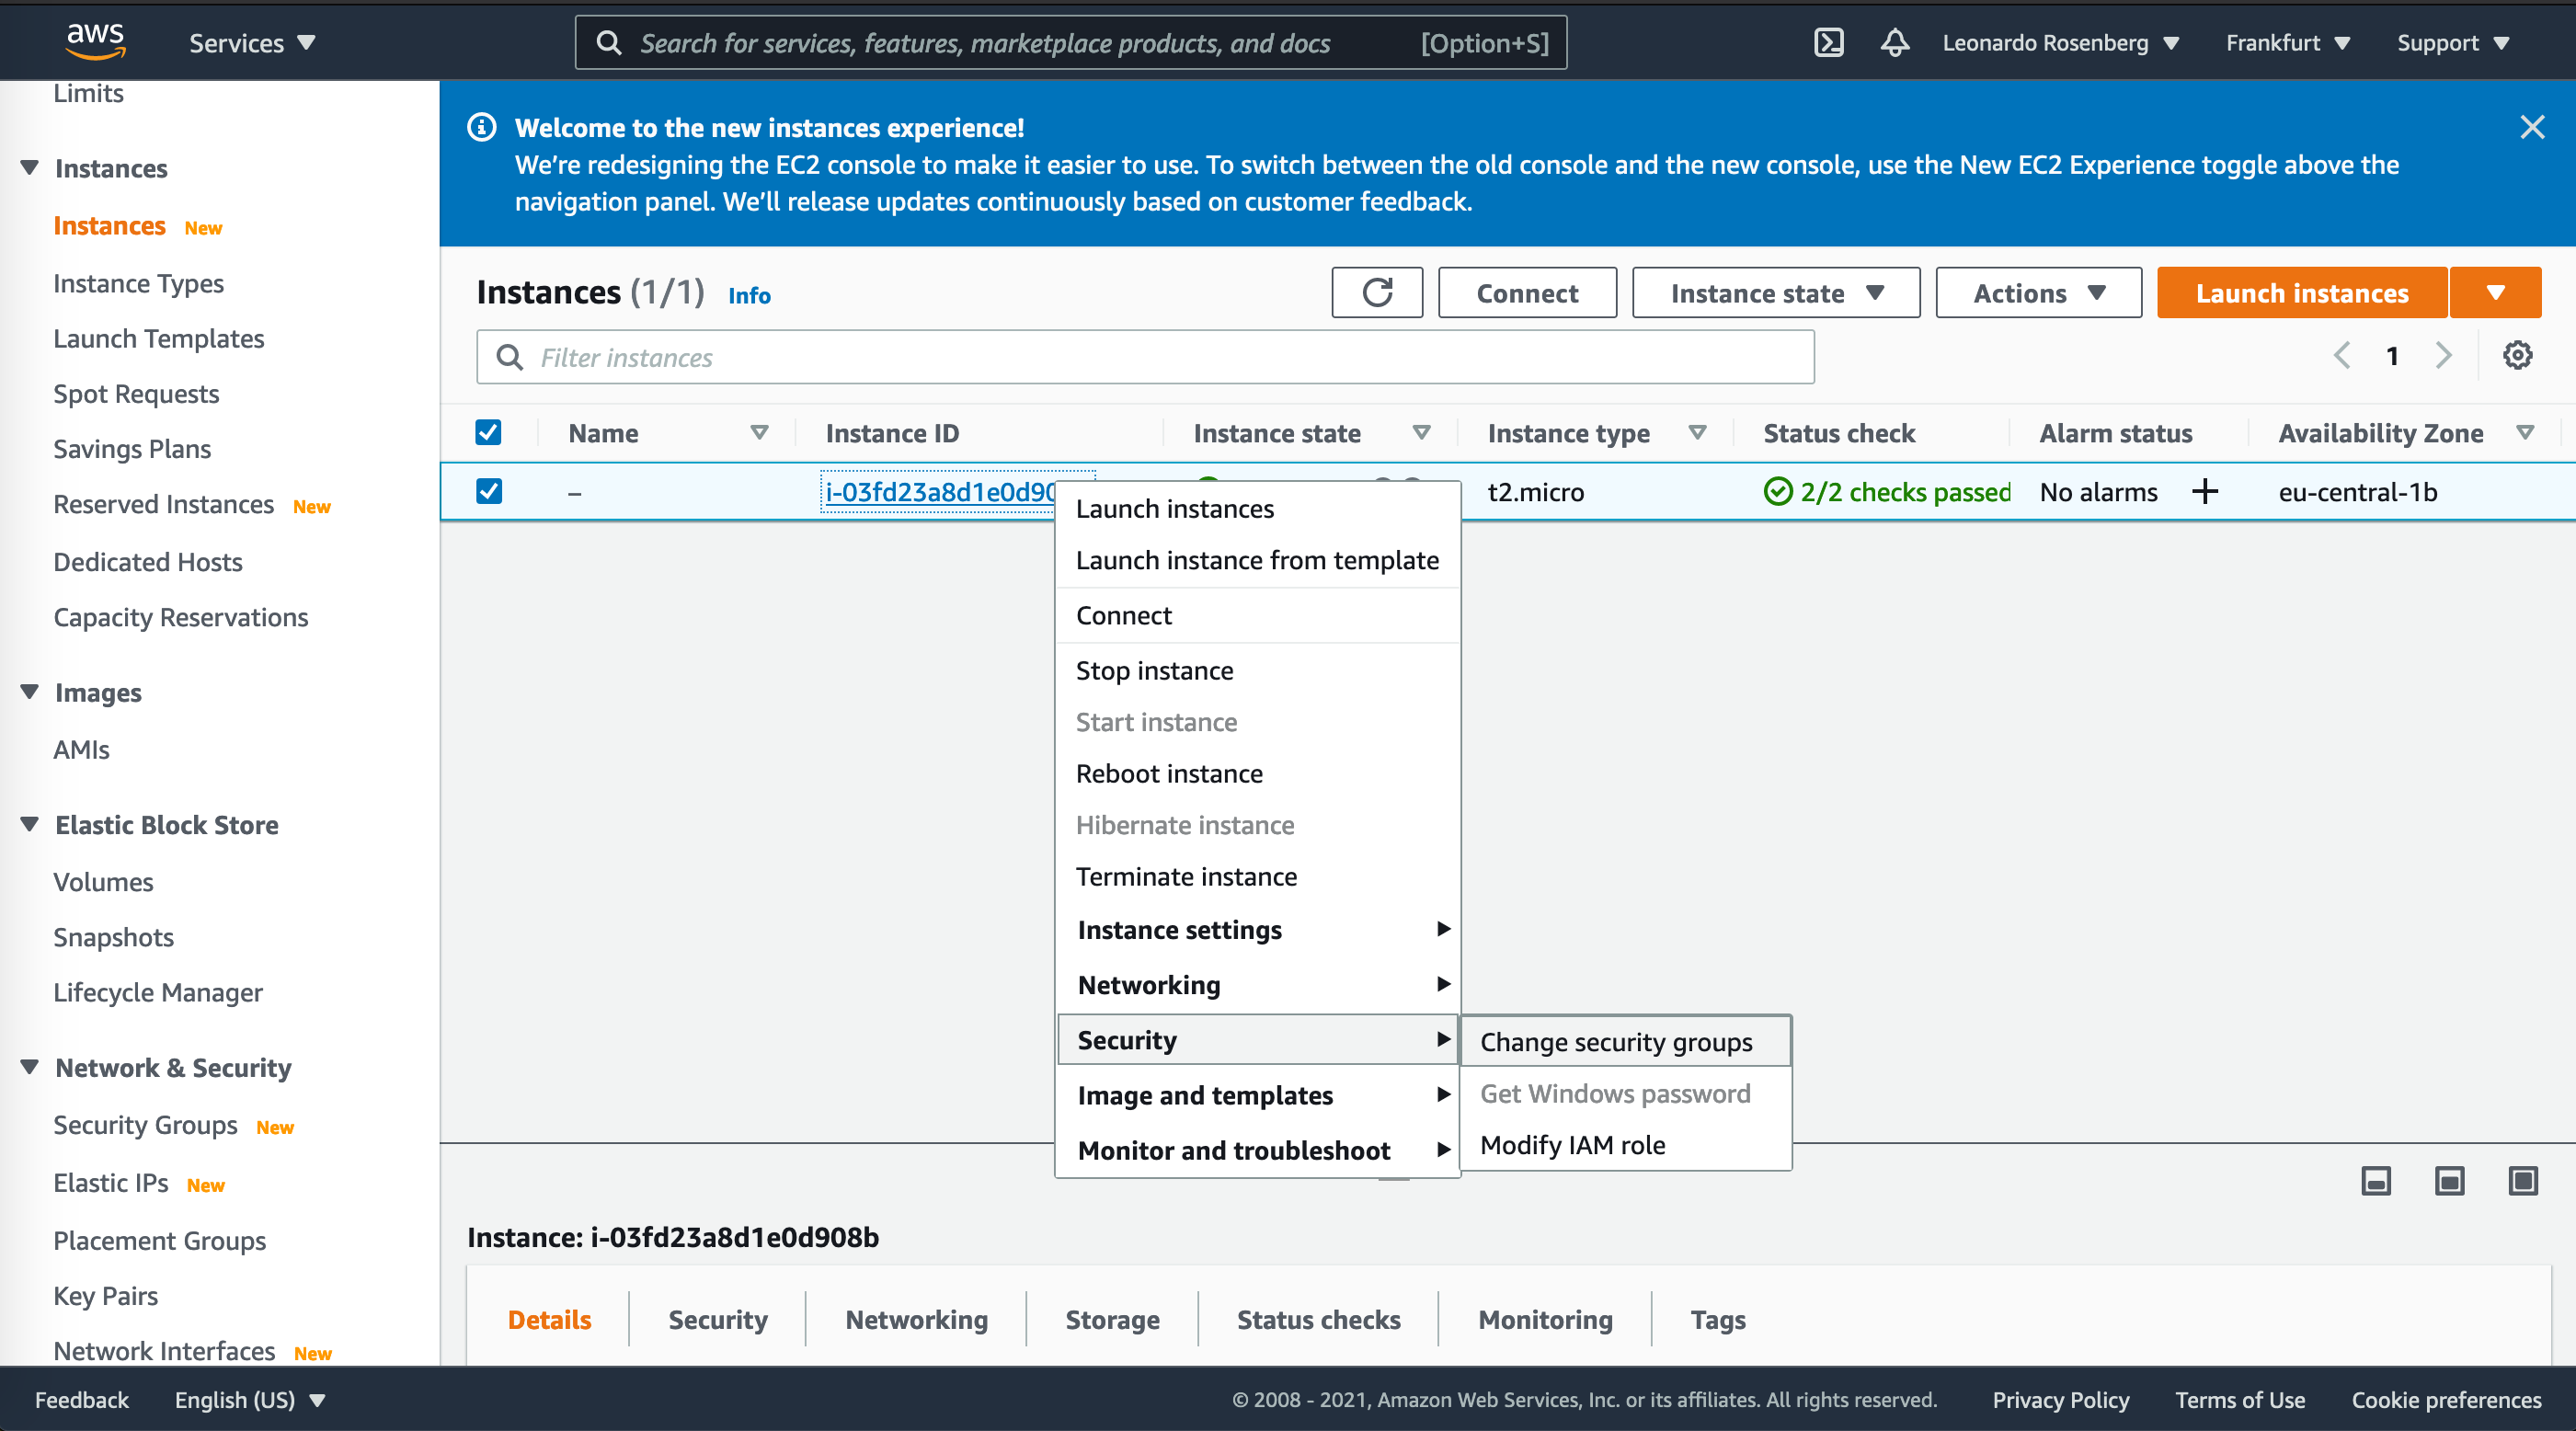 aws
Services
Search for services, features, marketplace products, and docs [Option+S]
Leonardo Rosenberg
Frankfurt
Support
Limits
Instances
Instances New
Instance Types
Launch Templates
Spot Requests
Savings Plans
Reserved Instances New
Dedicated Hosts
Capacity Reservations
Images
AMIs
Elastic Block Store
Volumes
Snapshots
Lifecycle Manager
Network & Security
Security Groups New
Elastic IPs New
Placement Groups
Key Pairs
Network Interfaces New
Welcome to the new instances experience!
We're redesigning the EC2 console to make it easier to use. To switch between the old console and the new console, use the New EC2 Experience toggle above the
navigation panel. We'll release updates continuously based on customer feedback.
Instances (1/1) Info
Connect
Instance state
Actions
Launch instances
Filter instances
1
Name Instance ID Instance state Instance type Status check Alarm status Availability Zone
– i-03fd23a8d1e0d90 t2.micro 2/2 checks passed No alarms + eu-central-1b
Launch instances
Launch instance from template
Connect
Stop instance
Start instance
Reboot instance
Hibernate instance
Terminate instance
Instance settings
Networking
Security
Image and templates
Monitor and troubleshoot
Change security groups
Get Windows password
Modify IAM role
Instance: i-03fd23a8d1e0d908b
Details Security Networking Storage Status checks Monitoring Tags
Feedback English (US) © 2008 - 2021, Amazon Web Services, Inc. or its affiliates. All rights reserved. Privacy Policy Terms of Use Cookie preferences